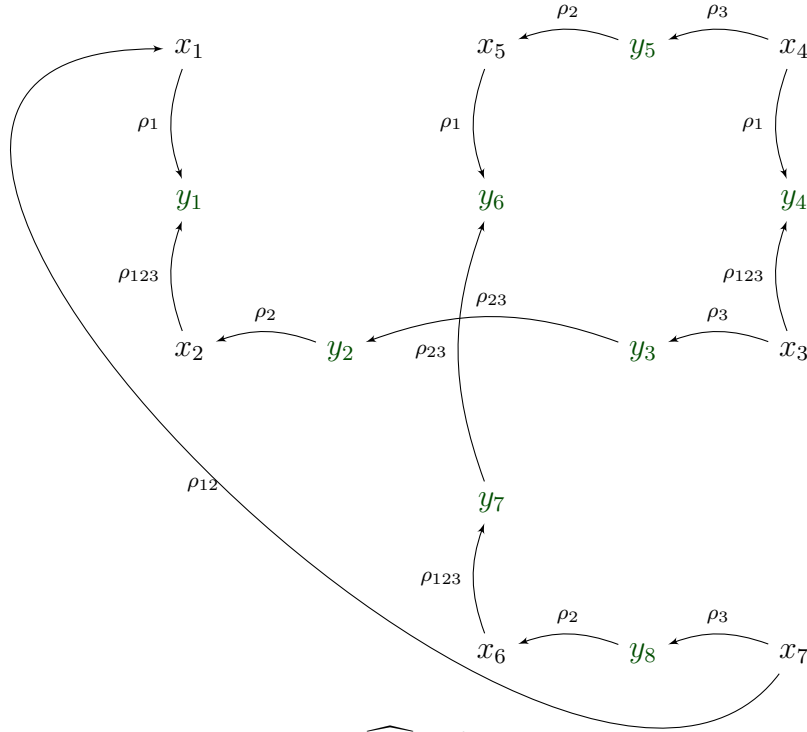 ρ₂ ρ₃
x₁ x₅ y₅ x₄
ρ₁ ρ₁ ρ₁
y₁ y₆ y₄
ρ₁₂₃ ρ₁₂₃
ρ₂ ρ₂₃ ρ₃
x₂ y₂ ρ₂₃ y₃ x₃
ρ₁₂ y₇
ρ₁₂₃
ρ₂ ρ₃
x₆ y₈ x₇